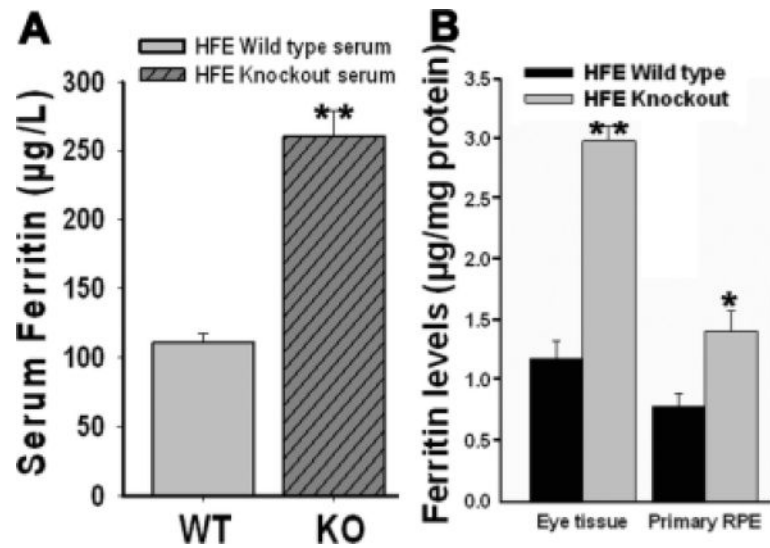 A
HFE Wild type serum
HFE Knockout serum
Serum Ferritin (µg/L)
300
250
200
150
100
50
0
**
WT
KO
B
HFE Wild type
HFE Knockout
Ferritin levels (µg/mg protein)
3.5
3.0
2.5
2.0
1.5
1.0
0.5
0.0
**
*
Eye tissue
Primary RPE